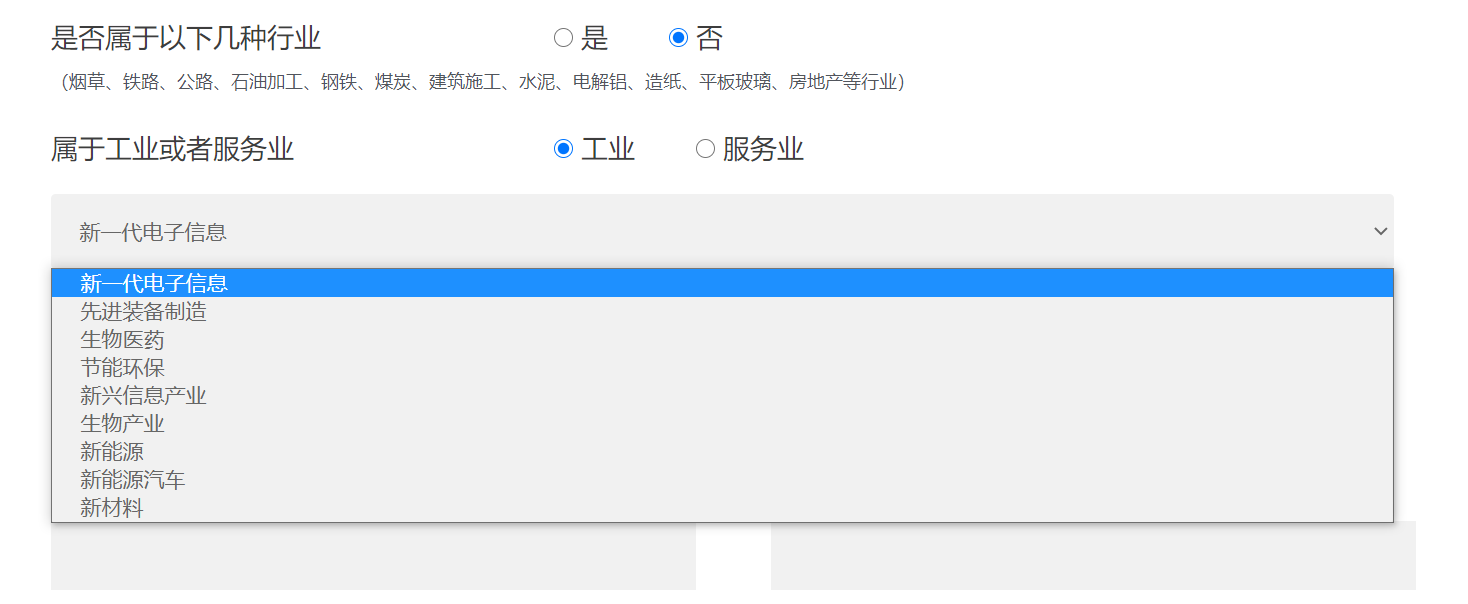 是否属于以下几种行业 是 否
（烟草、铁路、公路、石油加工、钢铁、煤炭、建筑施工、水泥、电解铝、造纸、平板玻璃、房地产等行业）
属于工业或者服务业 工业 服务业
新一代电子信息
新一代电子信息
先进装备制造
生物医药
节能环保
新兴信息产业
生物产业
新能源
新能源汽车
新材料